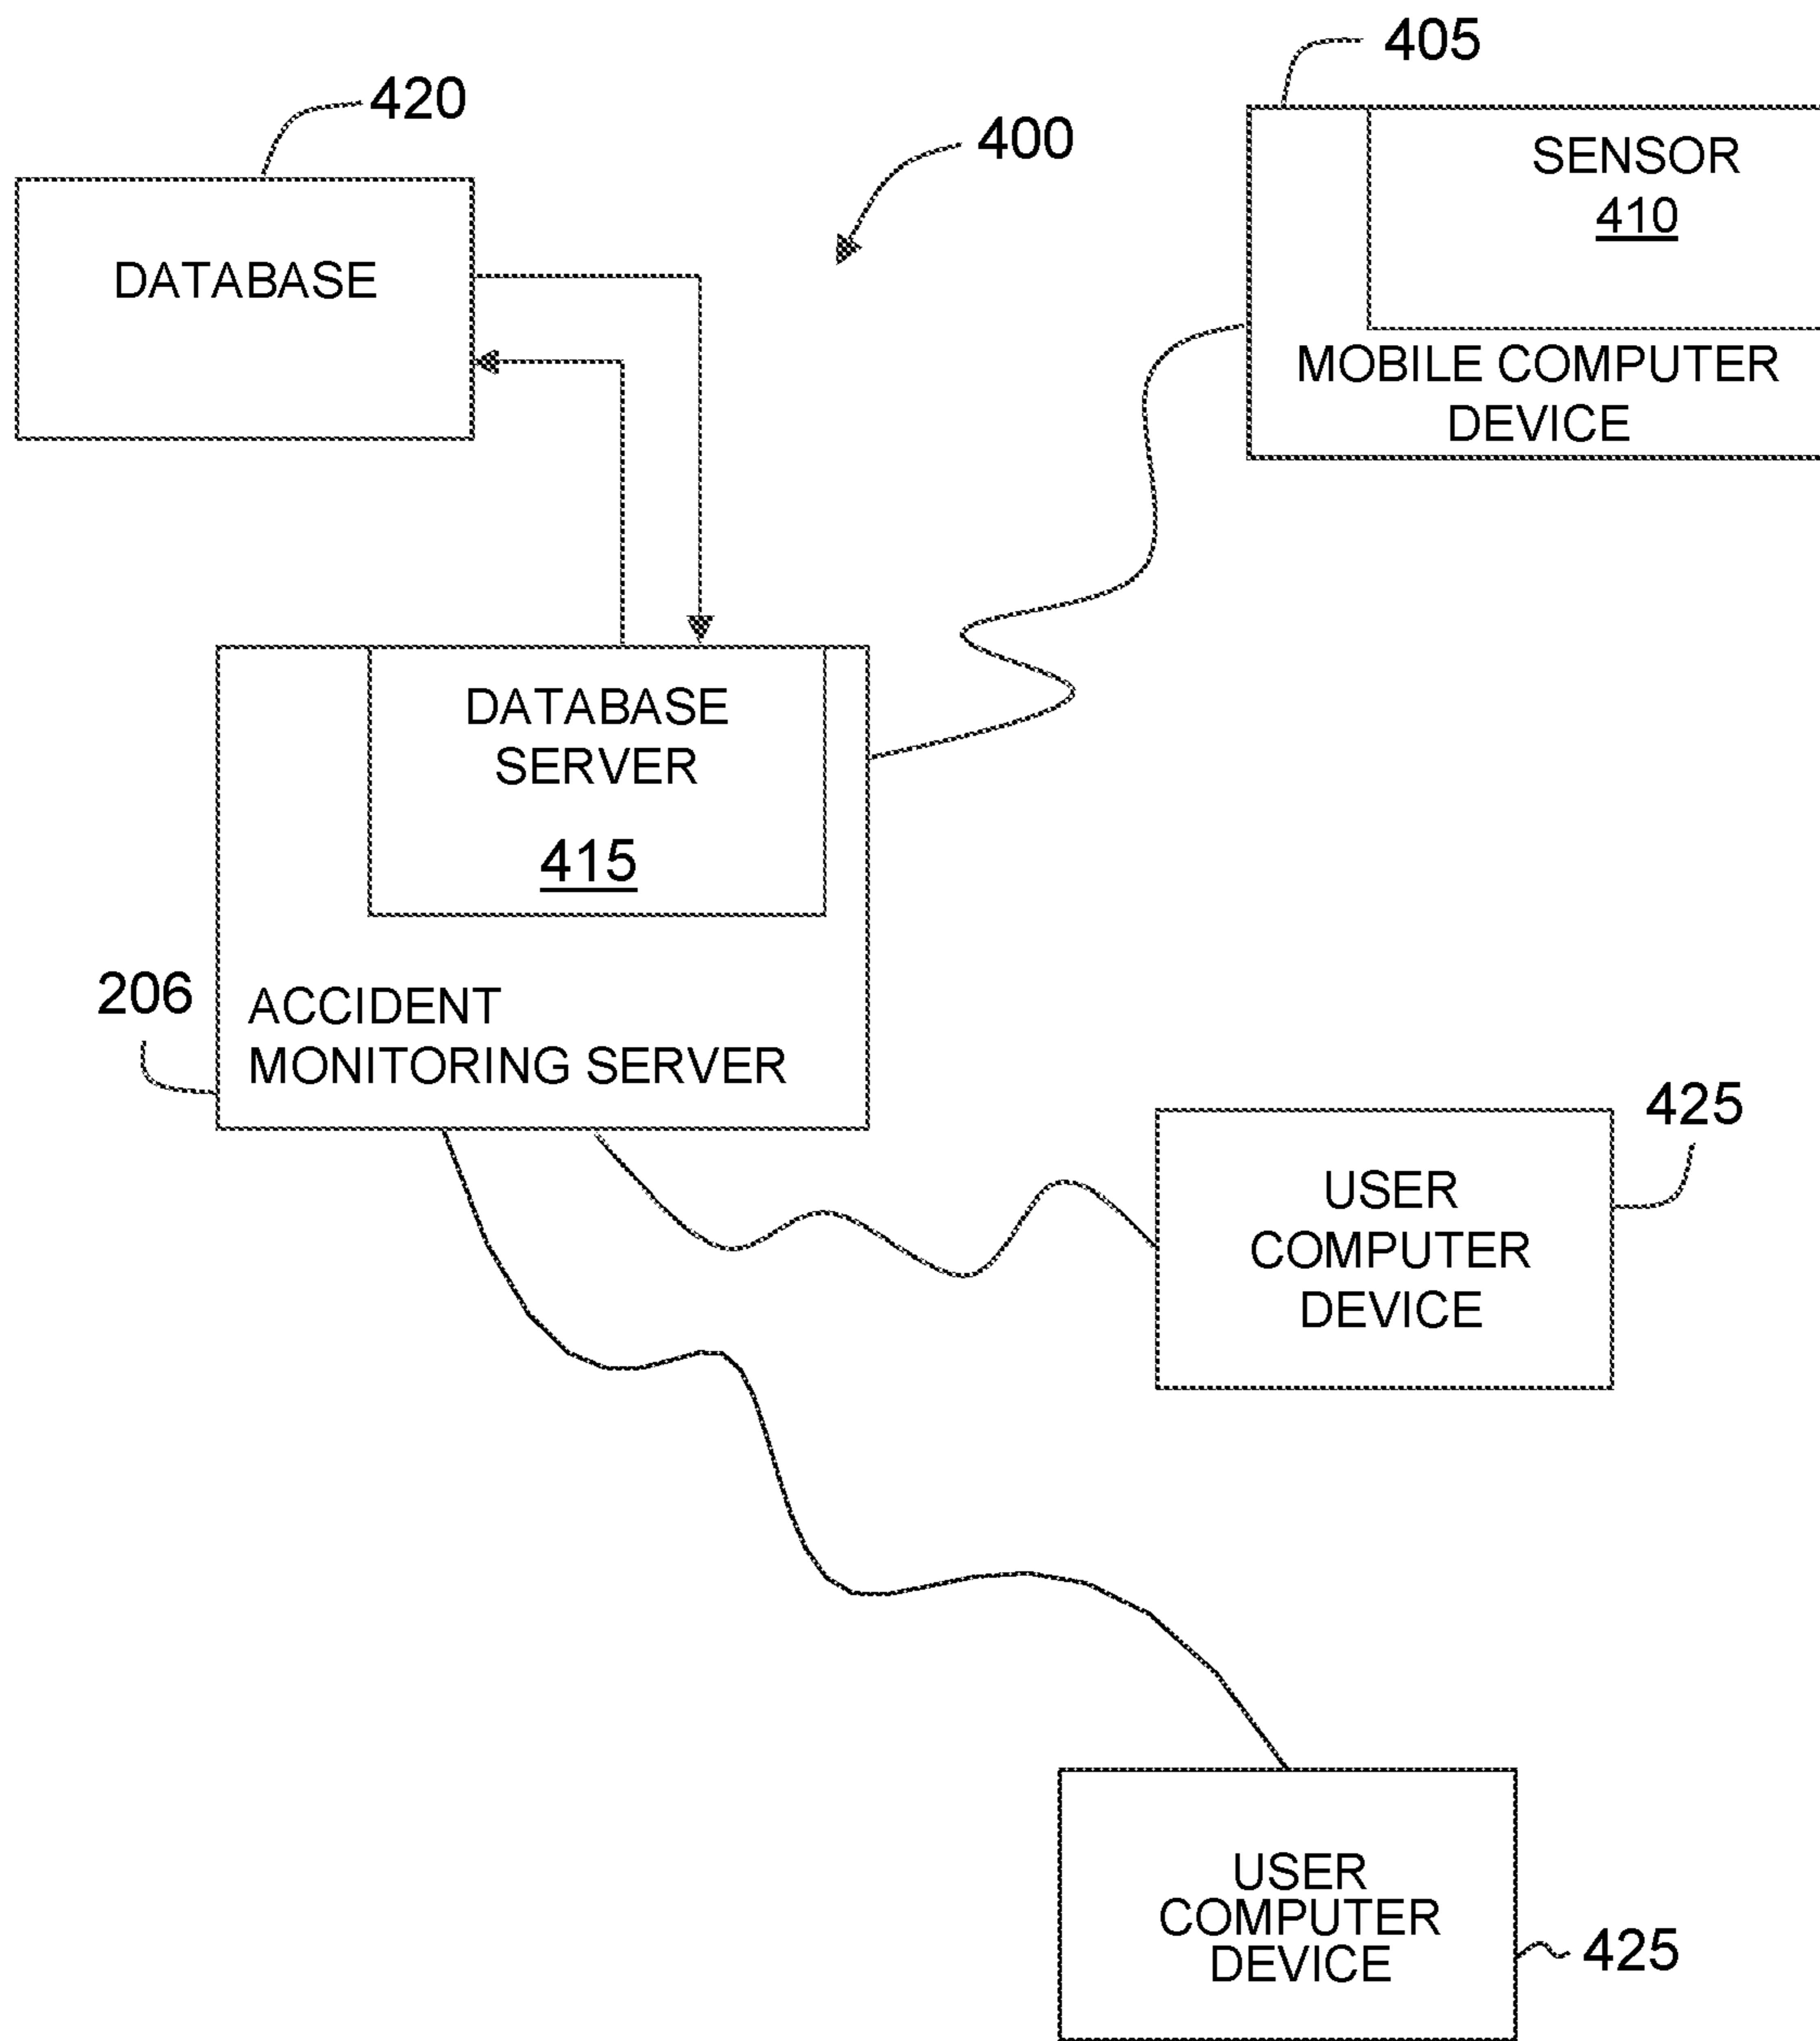 405
420
400
SENSOR
410
DATABASE
MOBILE COMPUTER
DEVICE
DATABASE
SERVER
415
206
ACCIDENT
MONITORING SERVER
425
USER
COMPUTER
DEVICE
USER
COMPUTER
DEVICE
425